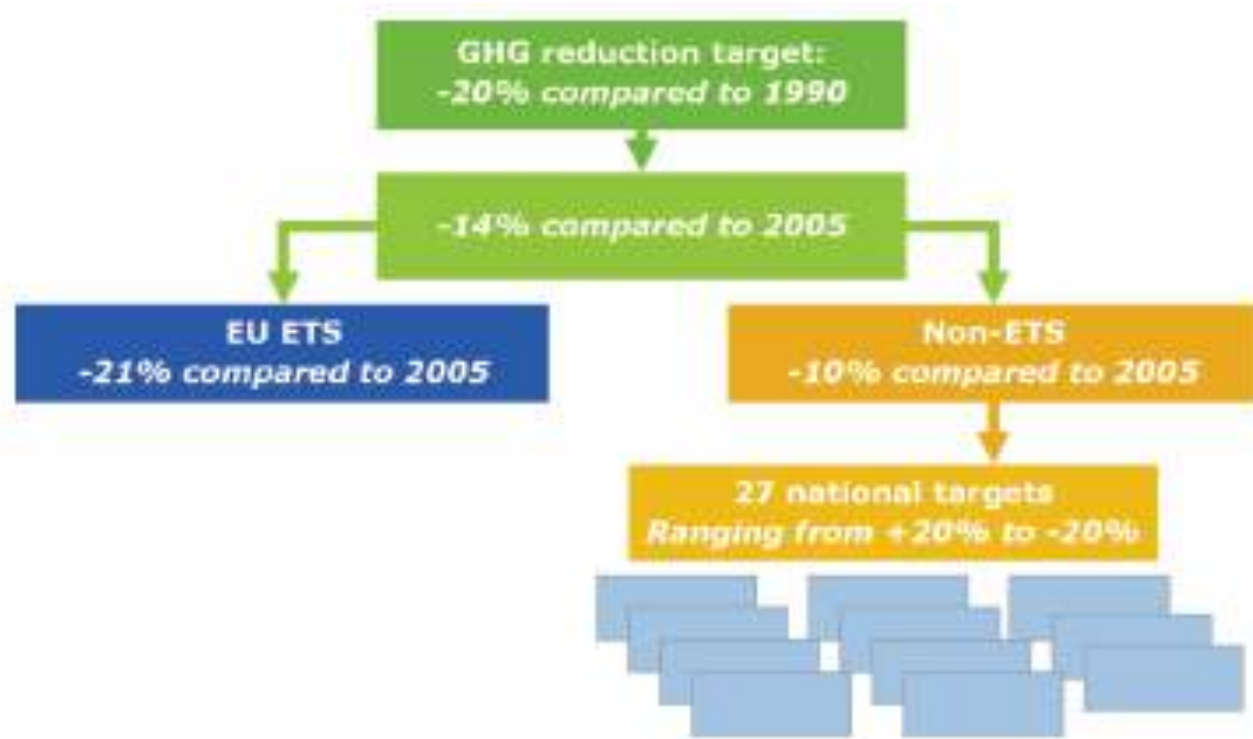 GHG reduction target:
-20% compared to 1990
-14% compared to 2005
EU ETS
-21% compared to 2005
Non-ETS
-10% compared to 2005
27 national targets
Ranging from +20% to -20%